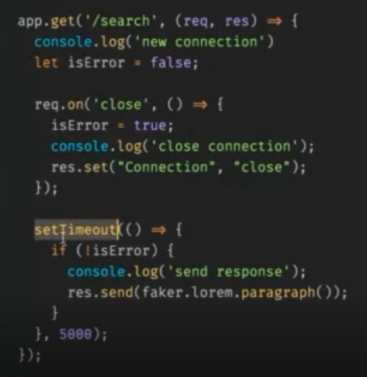 app.get('/search', (req, res) => {
  console.log('new connection')
  let isError = false;

  req.on('close', () => {
    isError = true;
    console.log('close connection');
    res.set("Connection", "close");
  });

  setTimeout(() => {
    if (!isError) {
      console.log('send response');
      res.send(faker.lorem.paragraph());
    }
  }, 5000);
});